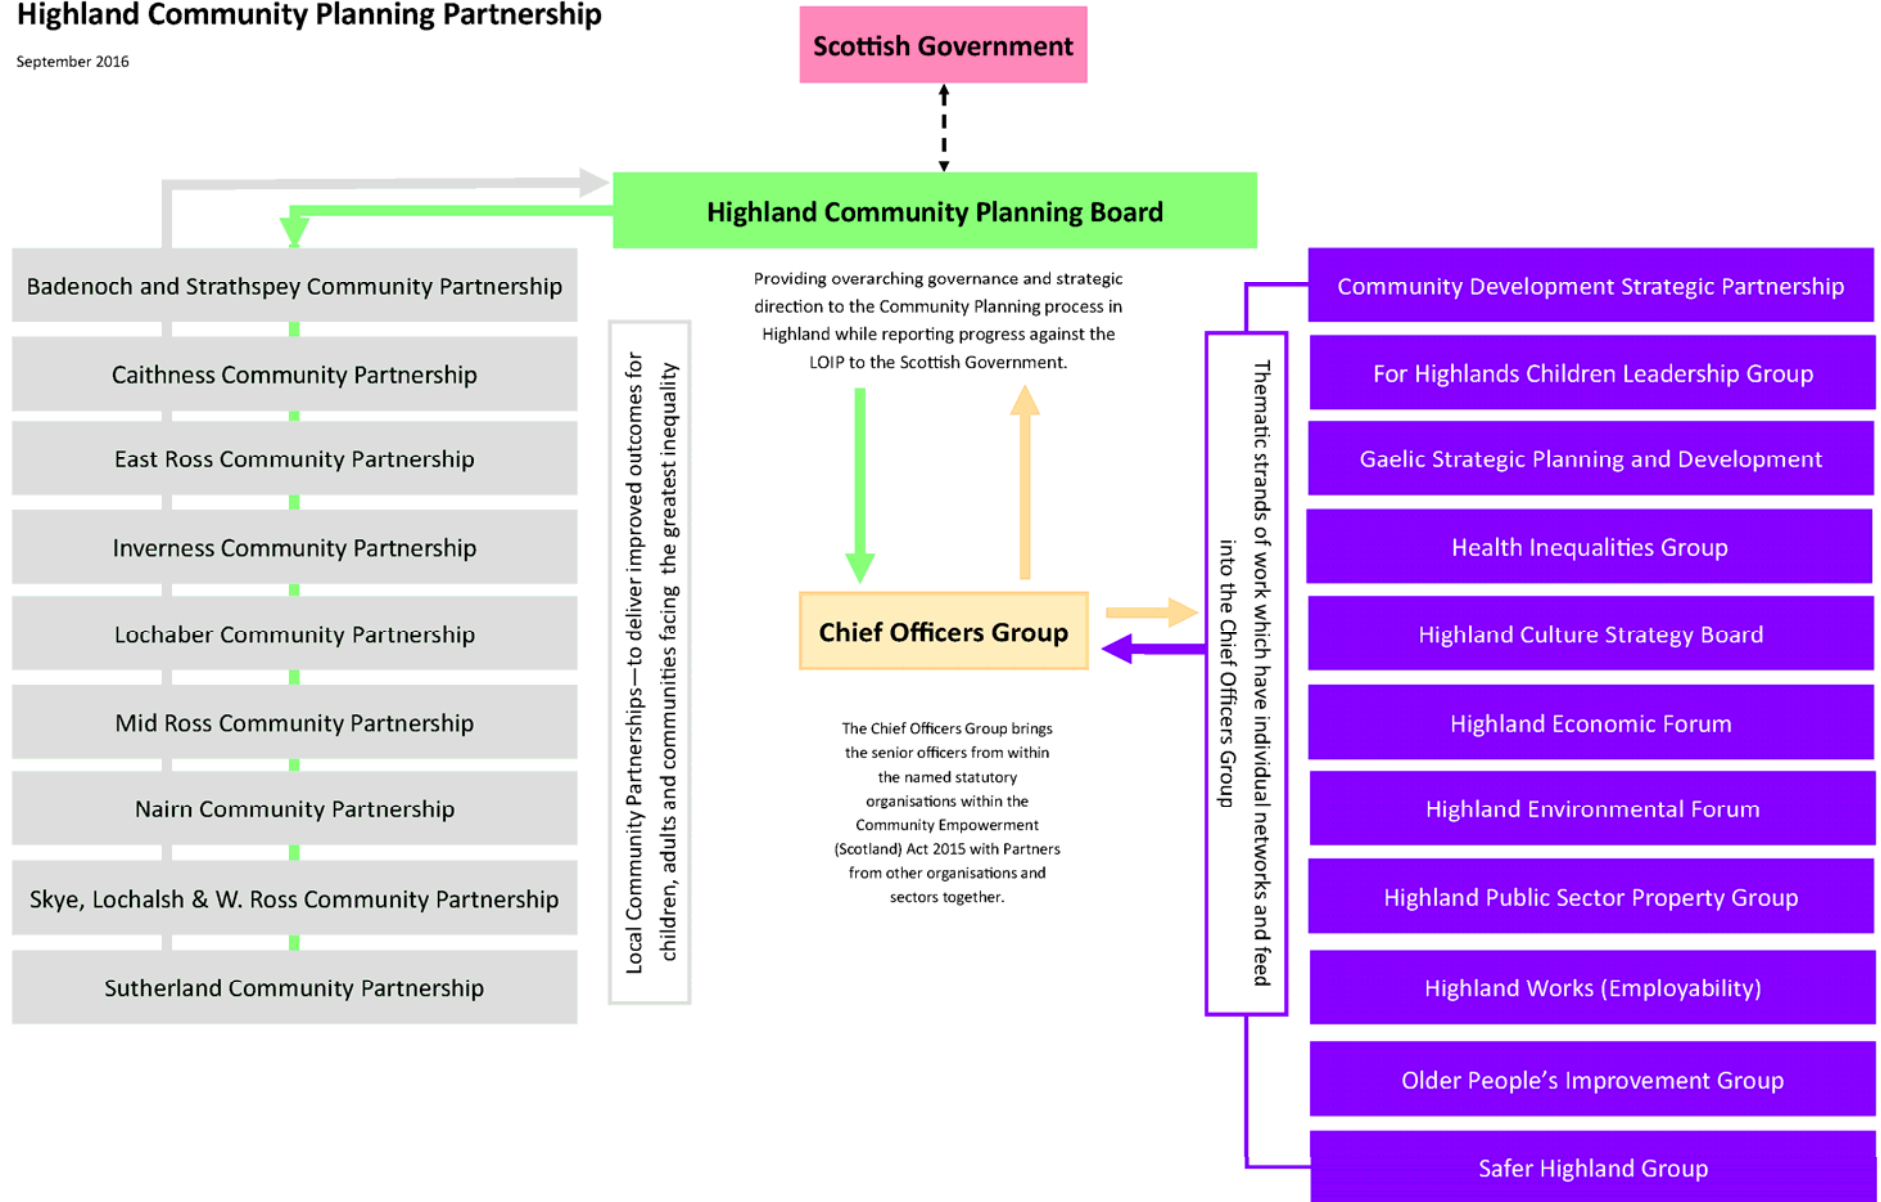 Highland Community Planning Partnership
September 2016
Scottish Government
Highland Community Planning Board
Providing overarching governance and strategic
direction to the Community Planning process in
Highland while reporting progress against the
LOIP to the Scottish Government.
Badenoch and Strathspey Community Partnership
Caithness Community Partnership
East Ross Community Partnership
Inverness Community Partnership
Lochaber Community Partnership
Mid Ross Community Partnership
Nairn Community Partnership
Skye, Lochalsh & W. Ross Community Partnership
Sutherland Community Partnership
Local Community Partnerships—to deliver improved outcomes for
children, adults and communities facing the greatest inequality
Chief Officers Group
The Chief Officers Group brings
the senior officers from within
the named statutory
organisations within the
Community Empowerment
(Scotland) Act 2015 with Partners
from other organisations and
sectors together.
Thematic strands of work which have individual networks and feed
into the Chief Officers Group
Community Development Strategic Partnership
For Highlands Children Leadership Group
Gaelic Strategic Planning and Development
Health Inequalities Group
Highland Culture Strategy Board
Highland Economic Forum
Highland Environmental Forum
Highland Public Sector Property Group
Highland Works (Employability)
Older People’s Improvement Group
Safer Highland Group